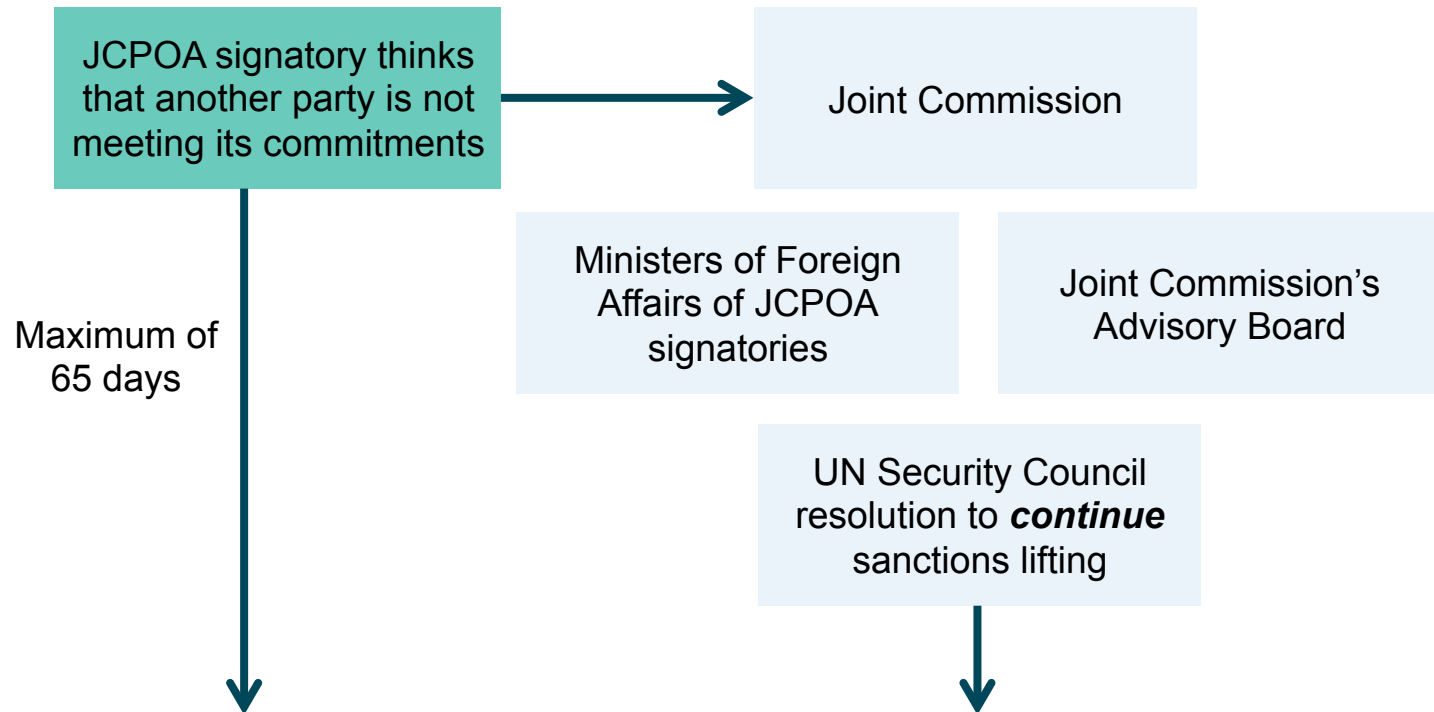 JCPOA signatory thinks
that another party is not
meeting its commitments
Joint Commission
Ministers of Foreign
Affairs of JCPOA
signatories
Joint Commission’s
Advisory Board
Maximum of
65 days
UN Security Council
resolution to continue
sanctions lifting